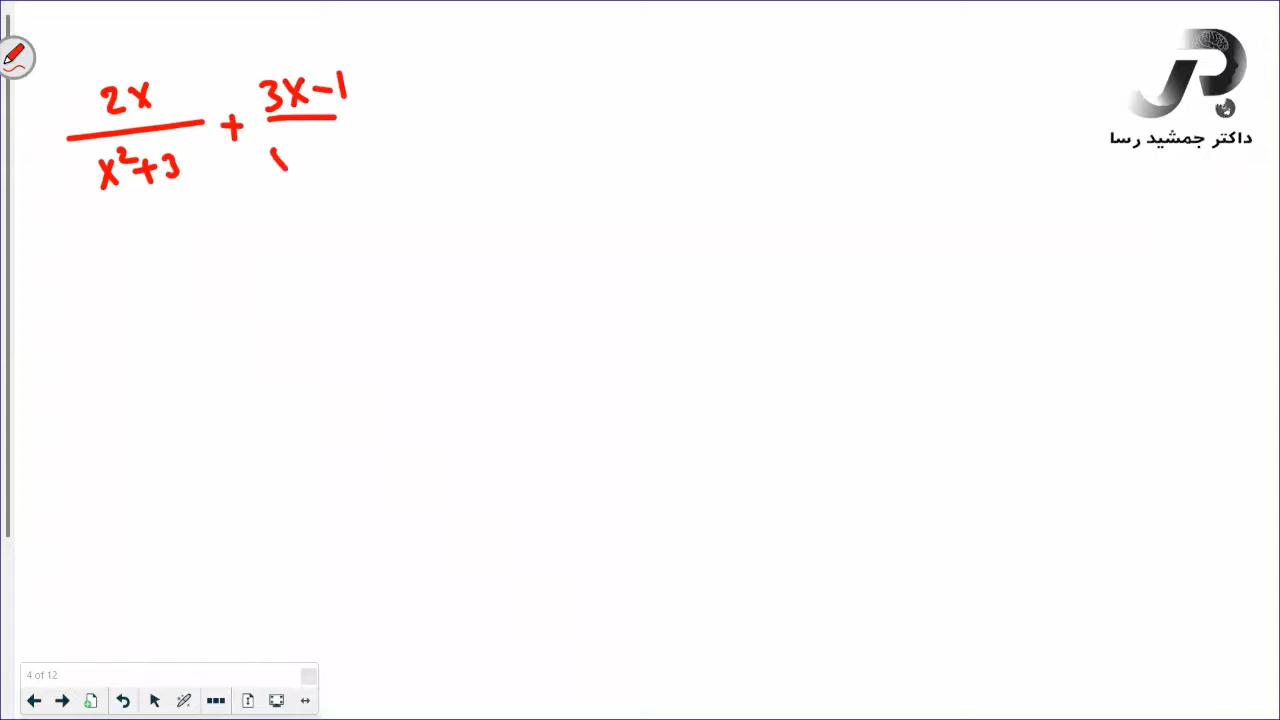 2x / x²+3 + 3x-1 /
داکتر جمشید رسا
4 of 12